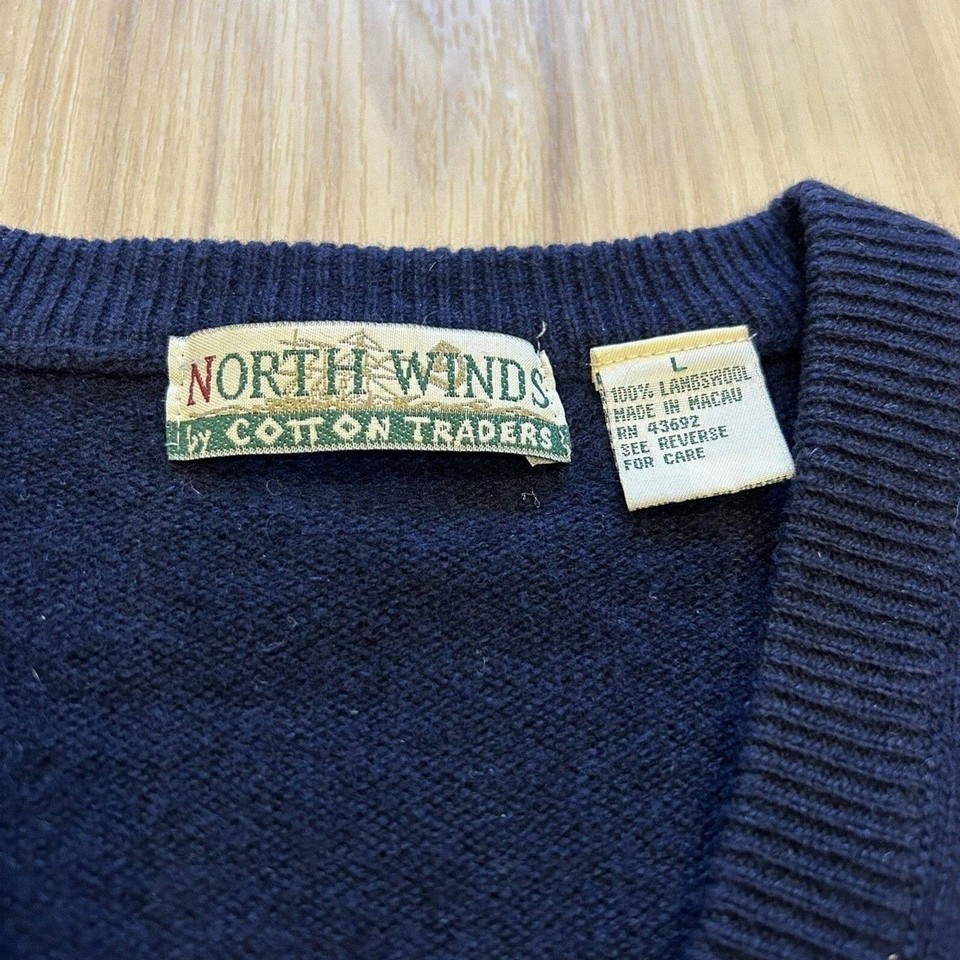 NORTH WINDS
by COTTON TRADERS
L
100% LAMBSWOOL
MADE IN MACAU
RN 43692
SEE REVERSE
FOR CARE